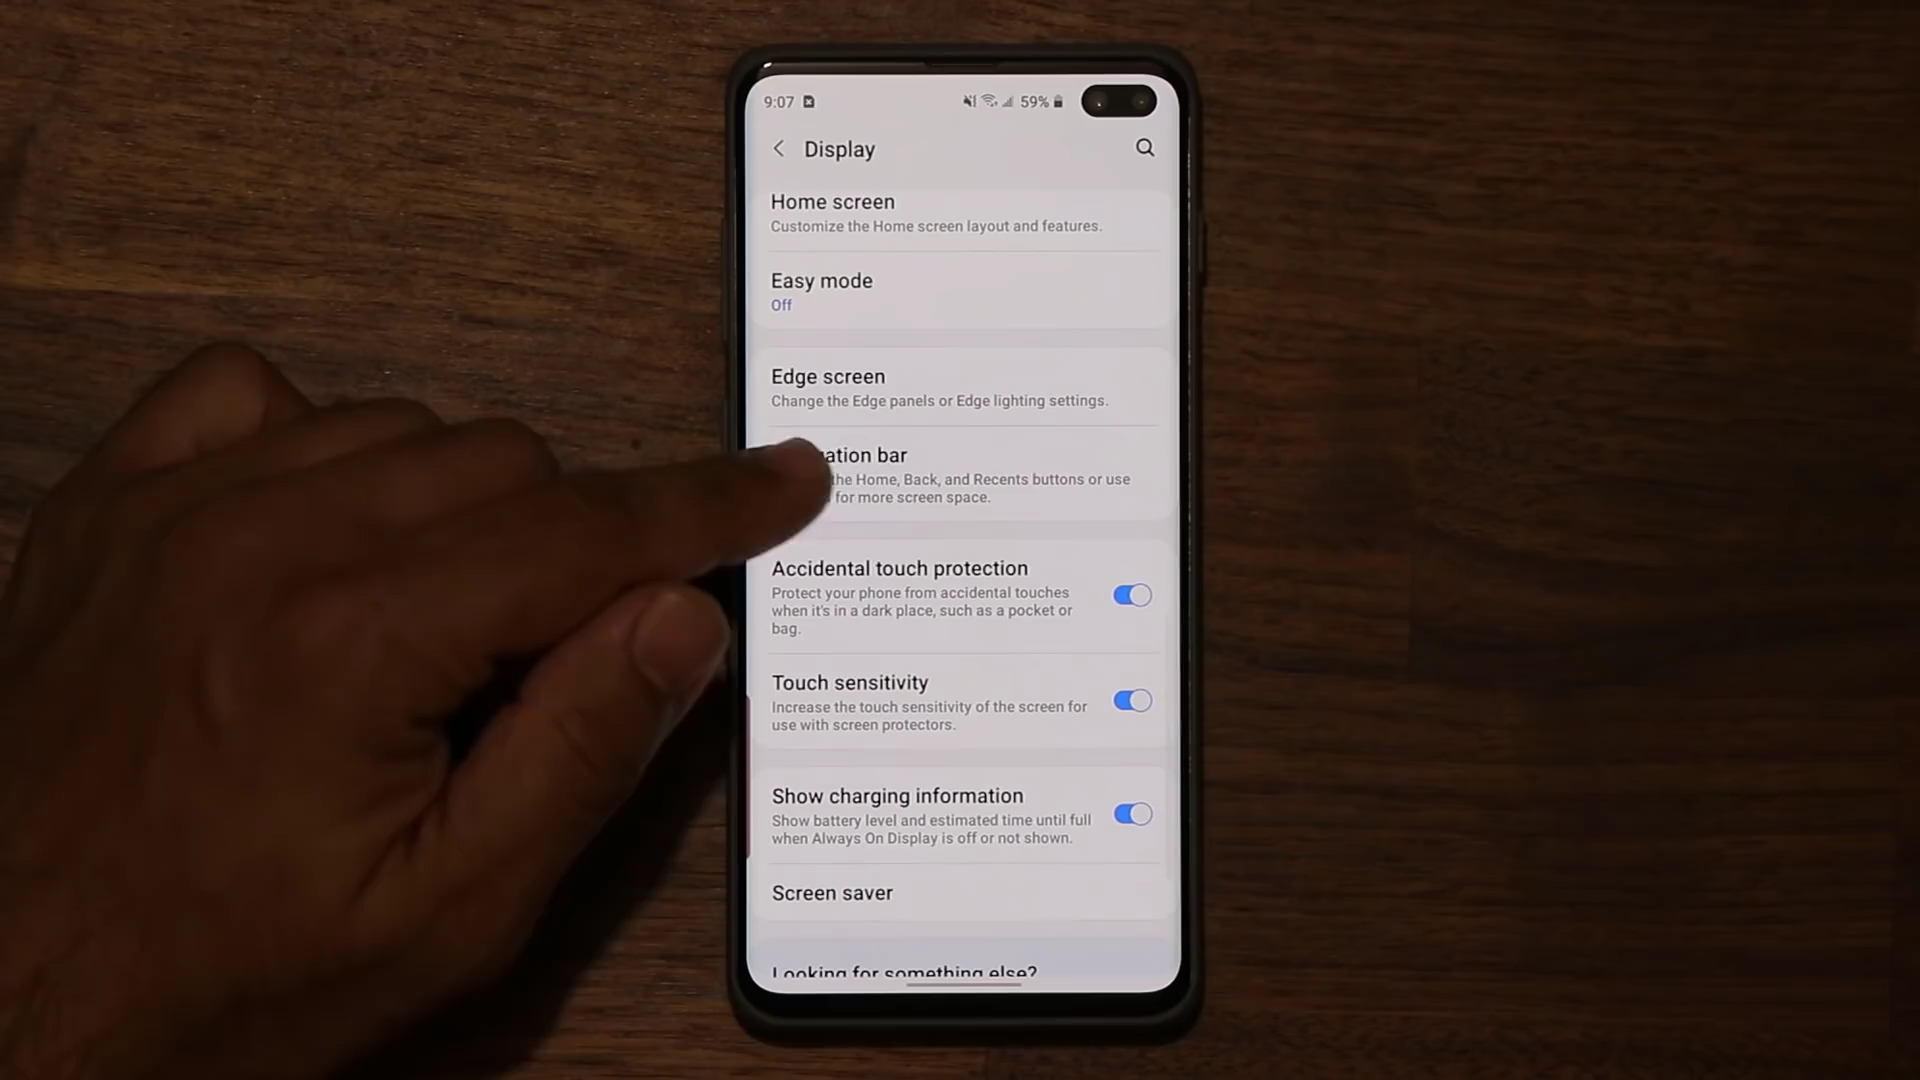 9:07 59%
Display
Home screen
Customize the Home screen layout and features.
Easy mode
Off
Edge screen
Change the Edge panels or Edge lighting settings.
ation bar
the Home, Back, and Recents buttons or use
for more screen space.
Accidental touch protection
Protect your phone from accidental touches
when it's in a dark place, such as a pocket or
bag.
Touch sensitivity
Increase the touch sensitivity of the screen for
use with screen protectors.
Show charging information
Show battery level and estimated time until full
when Always On Display is off or not shown.
Screen saver
Looking for something else?